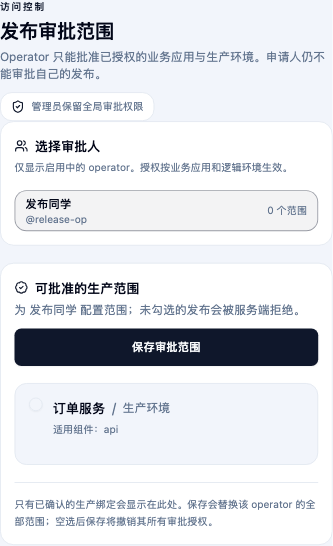 访问控制
发布审批范围
Operator 只能批准已授权的业务应用与生产环境。申请人仍不
能审批自己的发布。
管理员保留全局审批权限
选择审批人
仅显示启用中的 operator。授权按业务应用和逻辑环境生效。
发布同学
@release-op
0 个范围
可批准的生产范围
为 发布同学 配置范围；未勾选的发布会被服务端拒绝。
保存审批范围
订单服务 / 生产环境
适用组件：api
只有已确认的生产绑定会显示在此处。保存会替换该 operator 的全
部范围；空选后保存将撤销其所有审批授权。